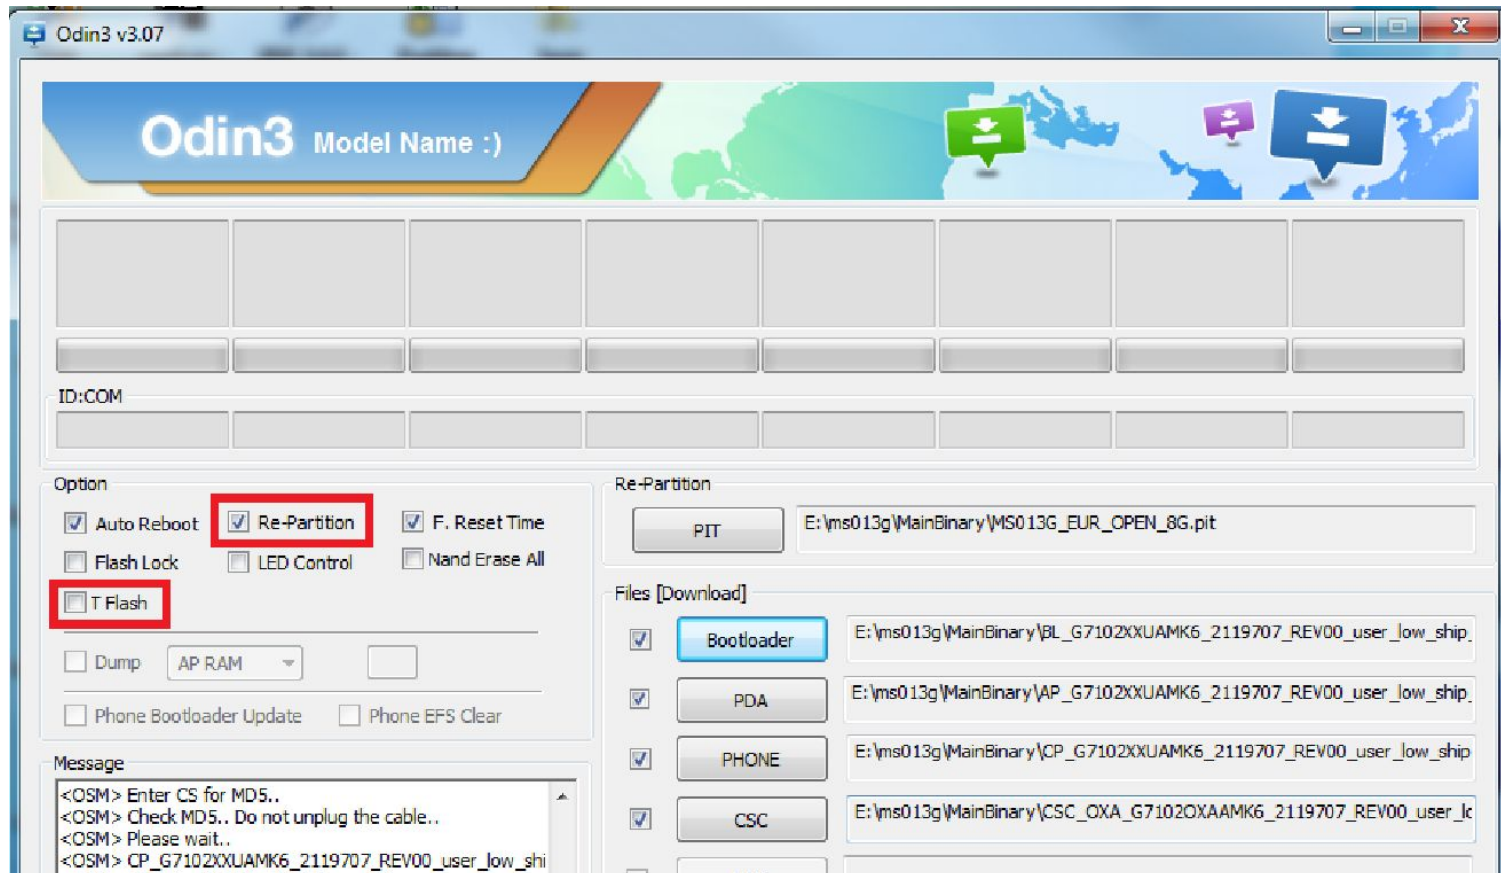 Odin3 v3.07
Odin3 Model Name :)
ID:COM
Option
Auto Reboot
Re-Partition
F. Reset Time
Flash Lock
LED Control
Nand Erase All
T Flash
Dump
AP RAM
Phone Bootloader Update
Phone EFS Clear
Message
<OSM> Enter CS for MD5..
<OSM> Check MD5.. Do not unplug the cable..
<OSM> Please wait..
<OSM> CP_G7102XXUAMK6_2119707_REV00_user_low_shi
Re-Partition
PIT
E:\ms013g\MainBinary\MS013G_EUR_OPEN_8G.pit
Files [Download]
Bootloader
E:\ms013g\MainBinary\BL_G7102XXUAMK6_2119707_REV00_user_low_ship_
PDA
E:\ms013g\MainBinary\AP_G7102XXUAMK6_2119707_REV00_user_low_ship_
PHONE
E:\ms013g\MainBinary\CP_G7102XXUAMK6_2119707_REV00_user_low_ship
CSC
E:\ms013g\MainBinary\CSC_OXA_G7102OXAAMK6_2119707_REV00_user_lo